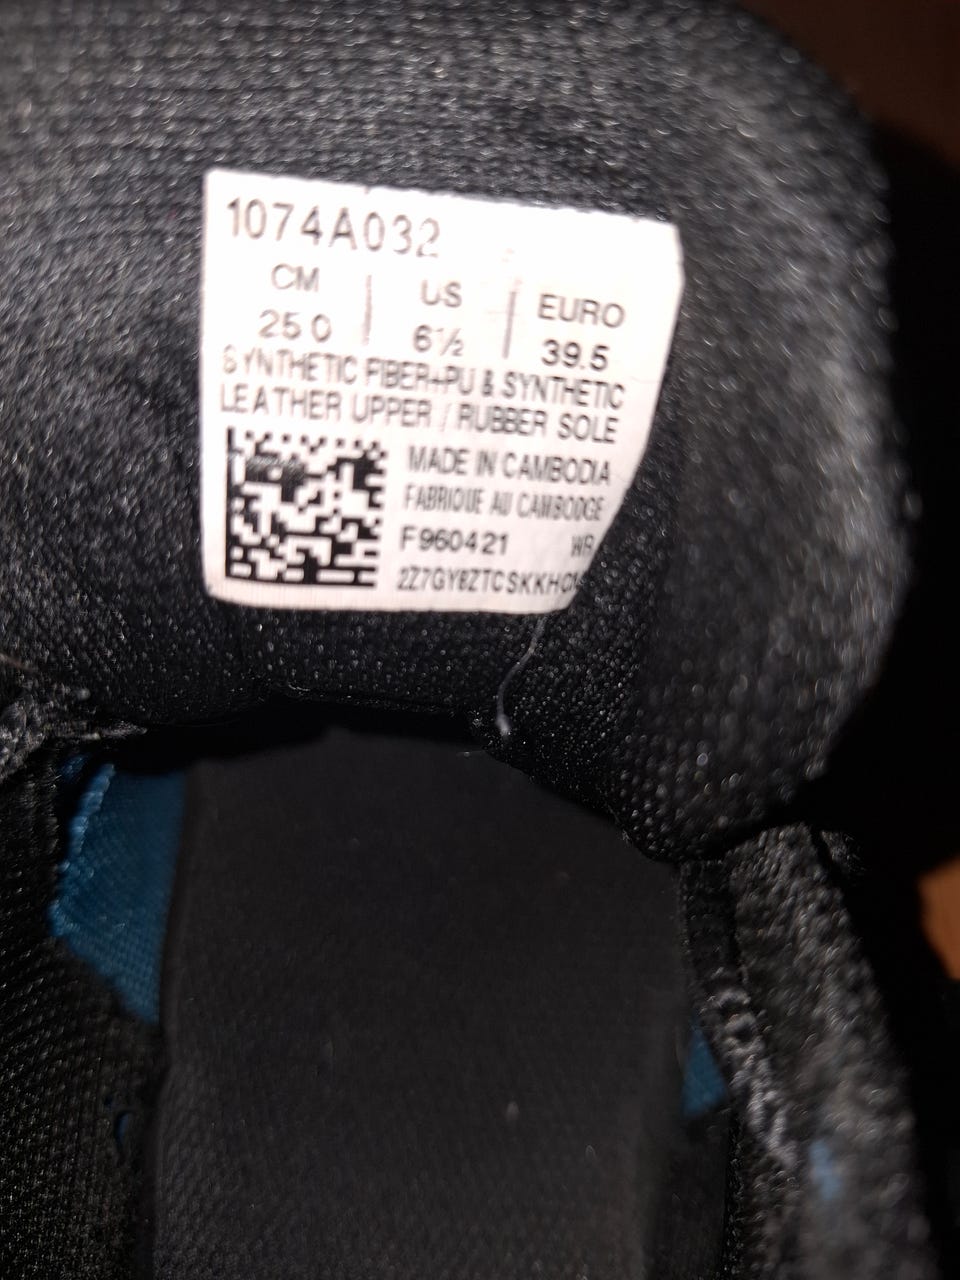 1074A032
CM US EURO
25 0 6½ 39.5
SYNTHETIC FIBER+PU & SYNTHETIC
LEATHER UPPER / RUBBER SOLE
MADE IN CAMBODIA
FABRIQUE AU CAMBODGE
F960421 WR